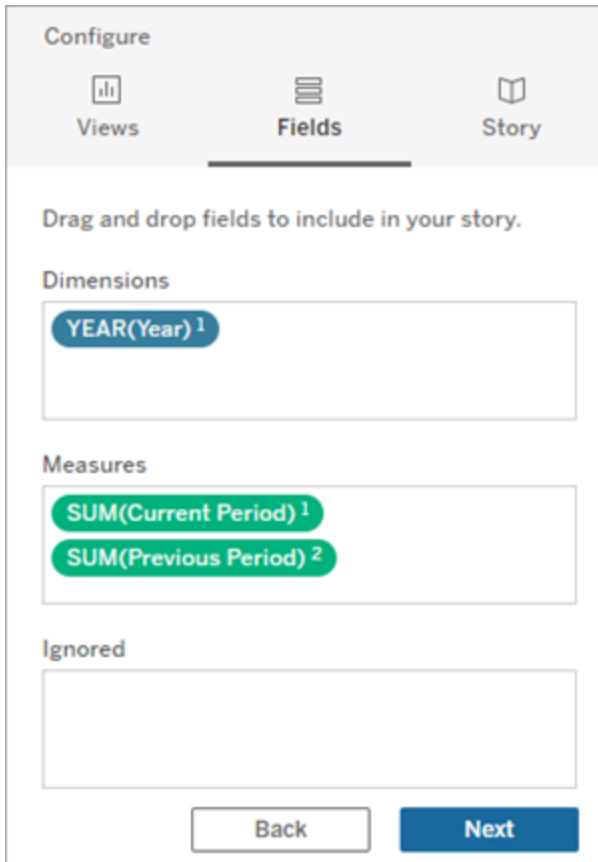 Configure
Views Fields Story
Drag and drop fields to include in your story.
Dimensions
YEAR(Year) 1
Measures
SUM(Current Period) 1
SUM(Previous Period) 2
Ignored
Back Next